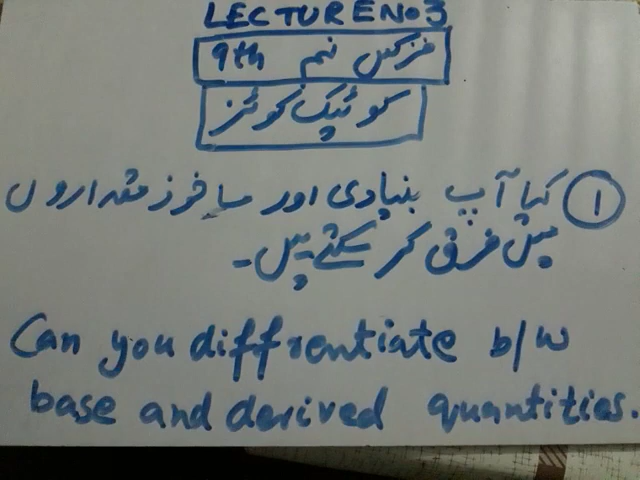 LECTURE NO 3
فزکس نہم 9th
کوئیک کوئز
① کیا آپ بنیادی اور ماخوذ مقداروں
میں فرق کر سکتے ہیں۔
Can you diffrentiate b/w
base and derived quantities.